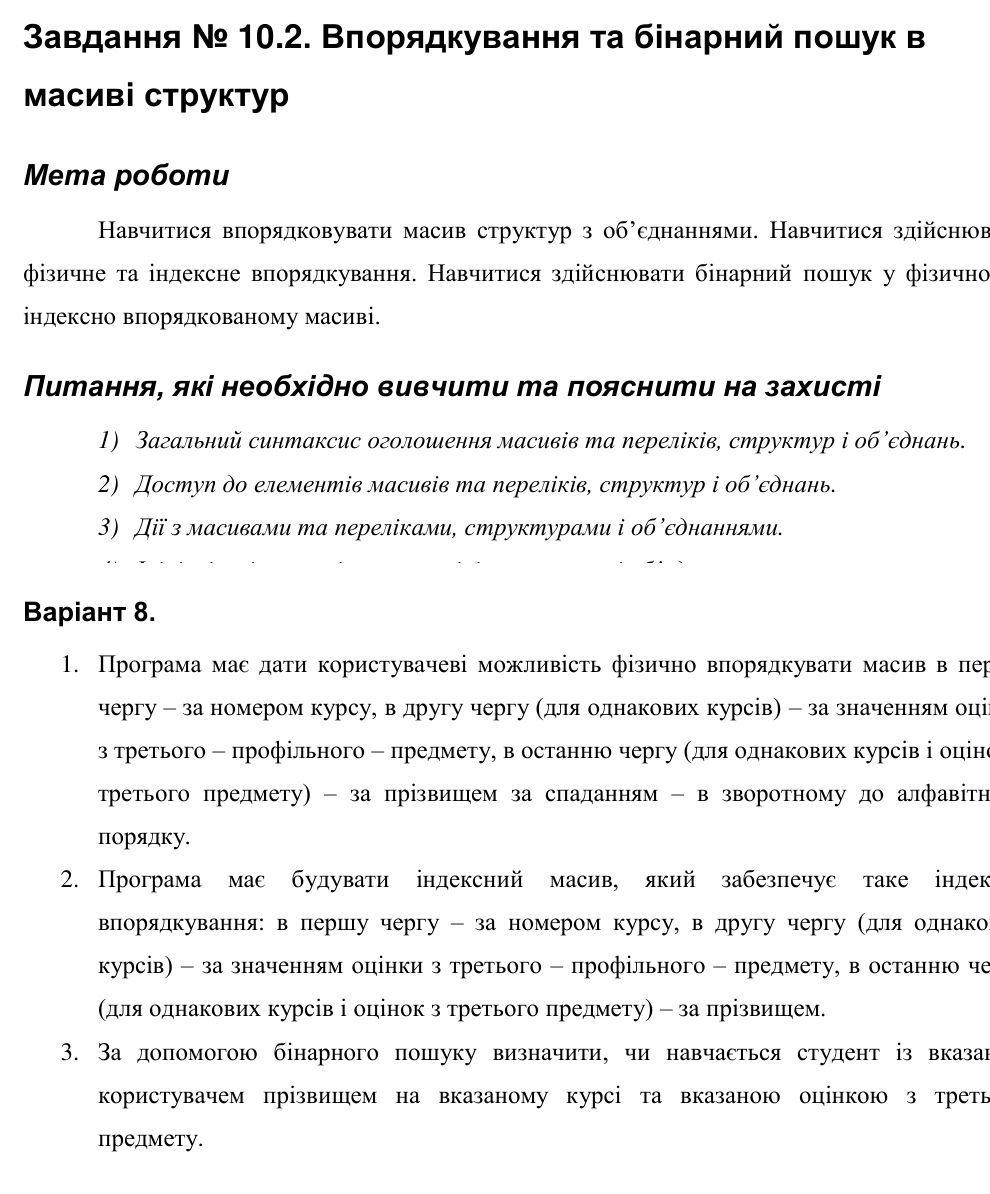 Завдання № 10.2. Впорядкування та бінарний пошук в
масиві структур
Мета роботи
Навчитися впорядковувати масив структур з об’єднаннями. Навчитися здійснюв
фізичне та індексне впорядкування. Навчитися здійснювати бінарний пошук у фізично
індексно впорядкованому масиві.
Питання, які необхідно вивчити та пояснити на захисті
1) Загальний синтаксис оголошення масивів та переліків, структур і об’єднань.
2) Доступ до елементів масивів та переліків, структур і об’єднань.
3) Дії з масивами та переліками, структурами і об’єднаннями.
Варіант 8.
1. Програма має дати користувачеві можливість фізично впорядкувати масив в пер
чергу – за номером курсу, в другу чергу (для однакових курсів) – за значенням оці
з третього – профільного – предмету, в останню чергу (для однакових курсів і оціно
третього предмету) – за прізвищем за спаданням – в зворотному до алфавітн
порядку.
2. Програма має будувати індексний масив, який забезпечує таке індек
впорядкування: в першу чергу – за номером курсу, в другу чергу (для однако
курсів) – за значенням оцінки з третього – профільного – предмету, в останню че
(для однакових курсів і оцінок з третього предмету) – за прізвищем.
3. За допомогою бінарного пошуку визначити, чи навчається студент із вказан
користувачем прізвищем на вказаному курсі та вказаною оцінкою з треть
предмету.